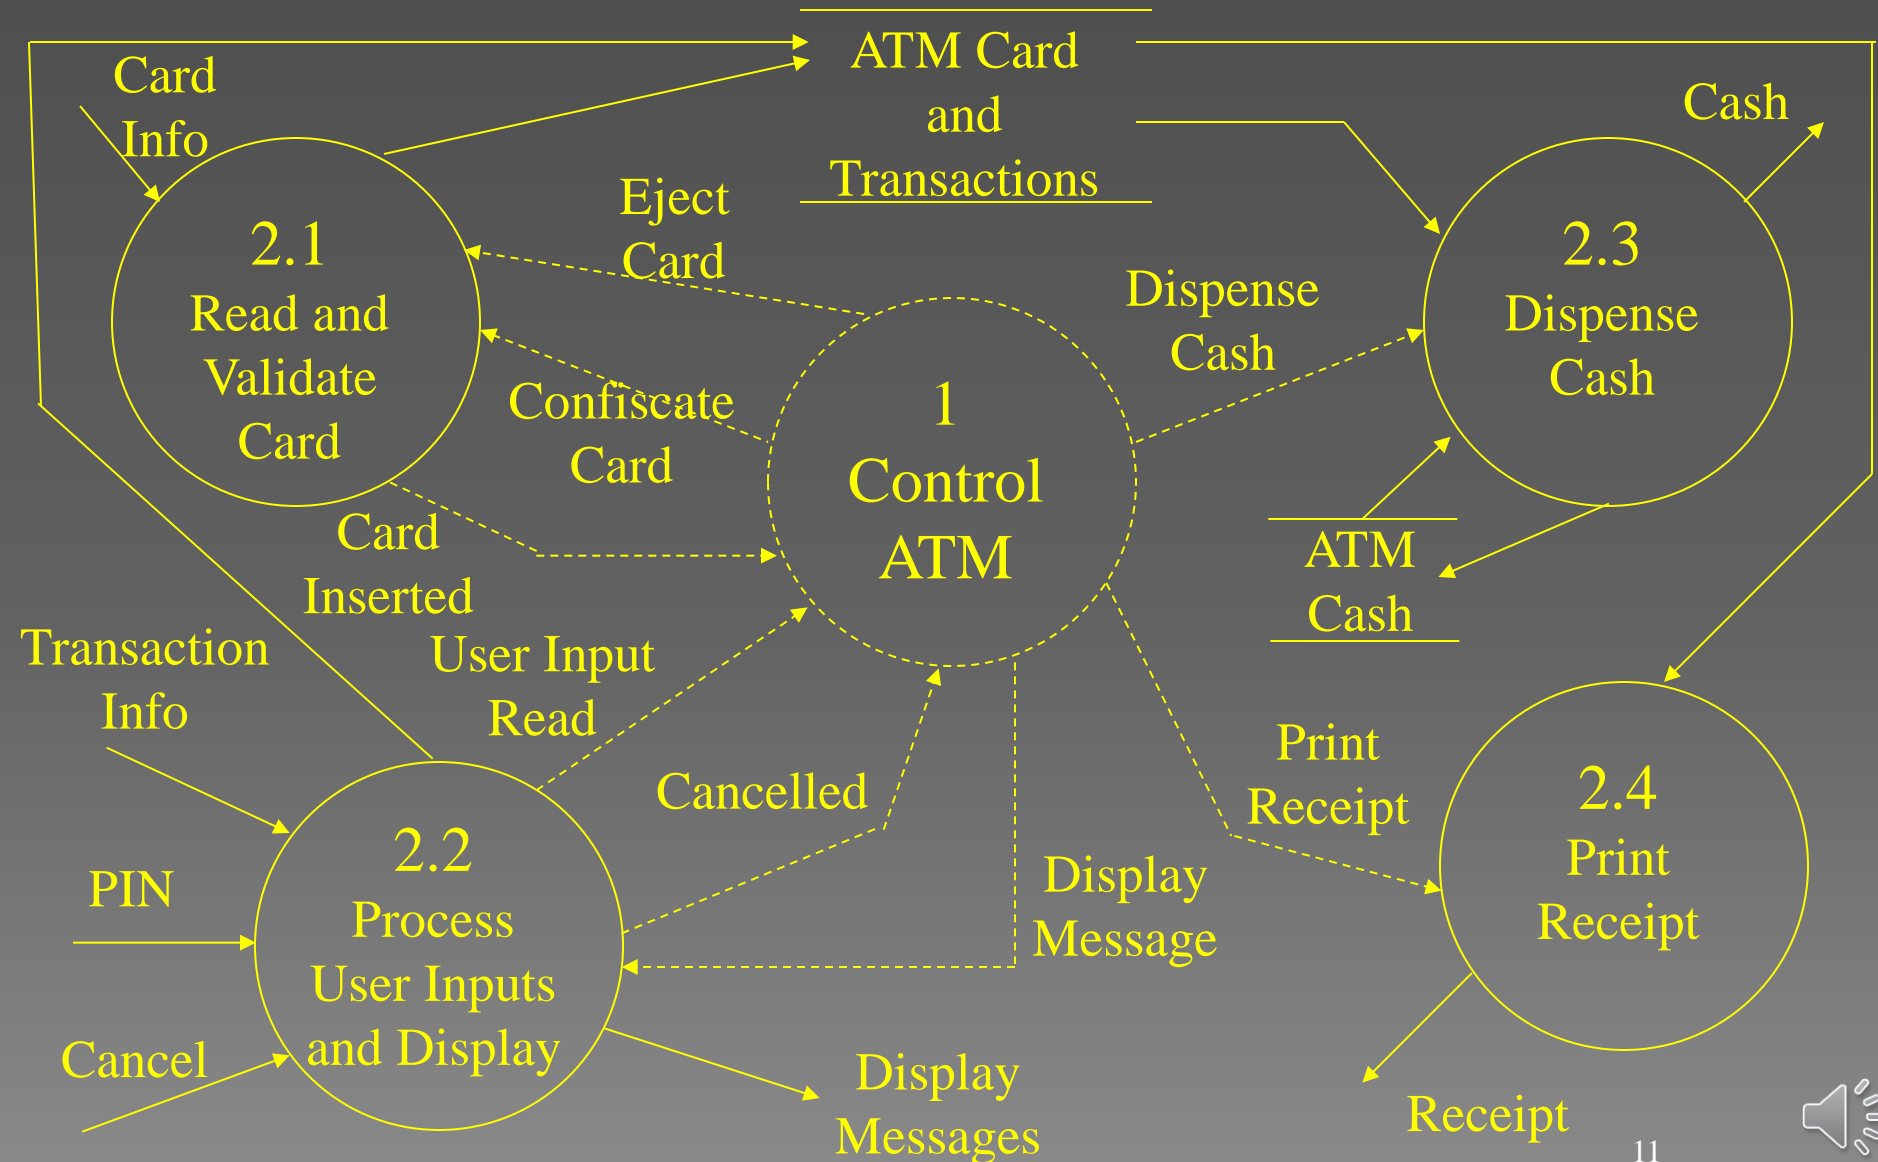 ATM Card
and
Transactions
Card
Info
Cash
Eject
Card
2.1
Read and
Validate
Card
2.3
Dispense
Cash
Dispense
Cash
Confiscate
Card
1
Control
ATM
Card
Inserted
ATM
Cash
Transaction
Info
User Input
Read
Cancelled
Print
Receipt
2.4
Print
Receipt
2.2
Process
User Inputs
and Display
PIN
Display
Message
Cancel
Display
Messages
Receipt
11